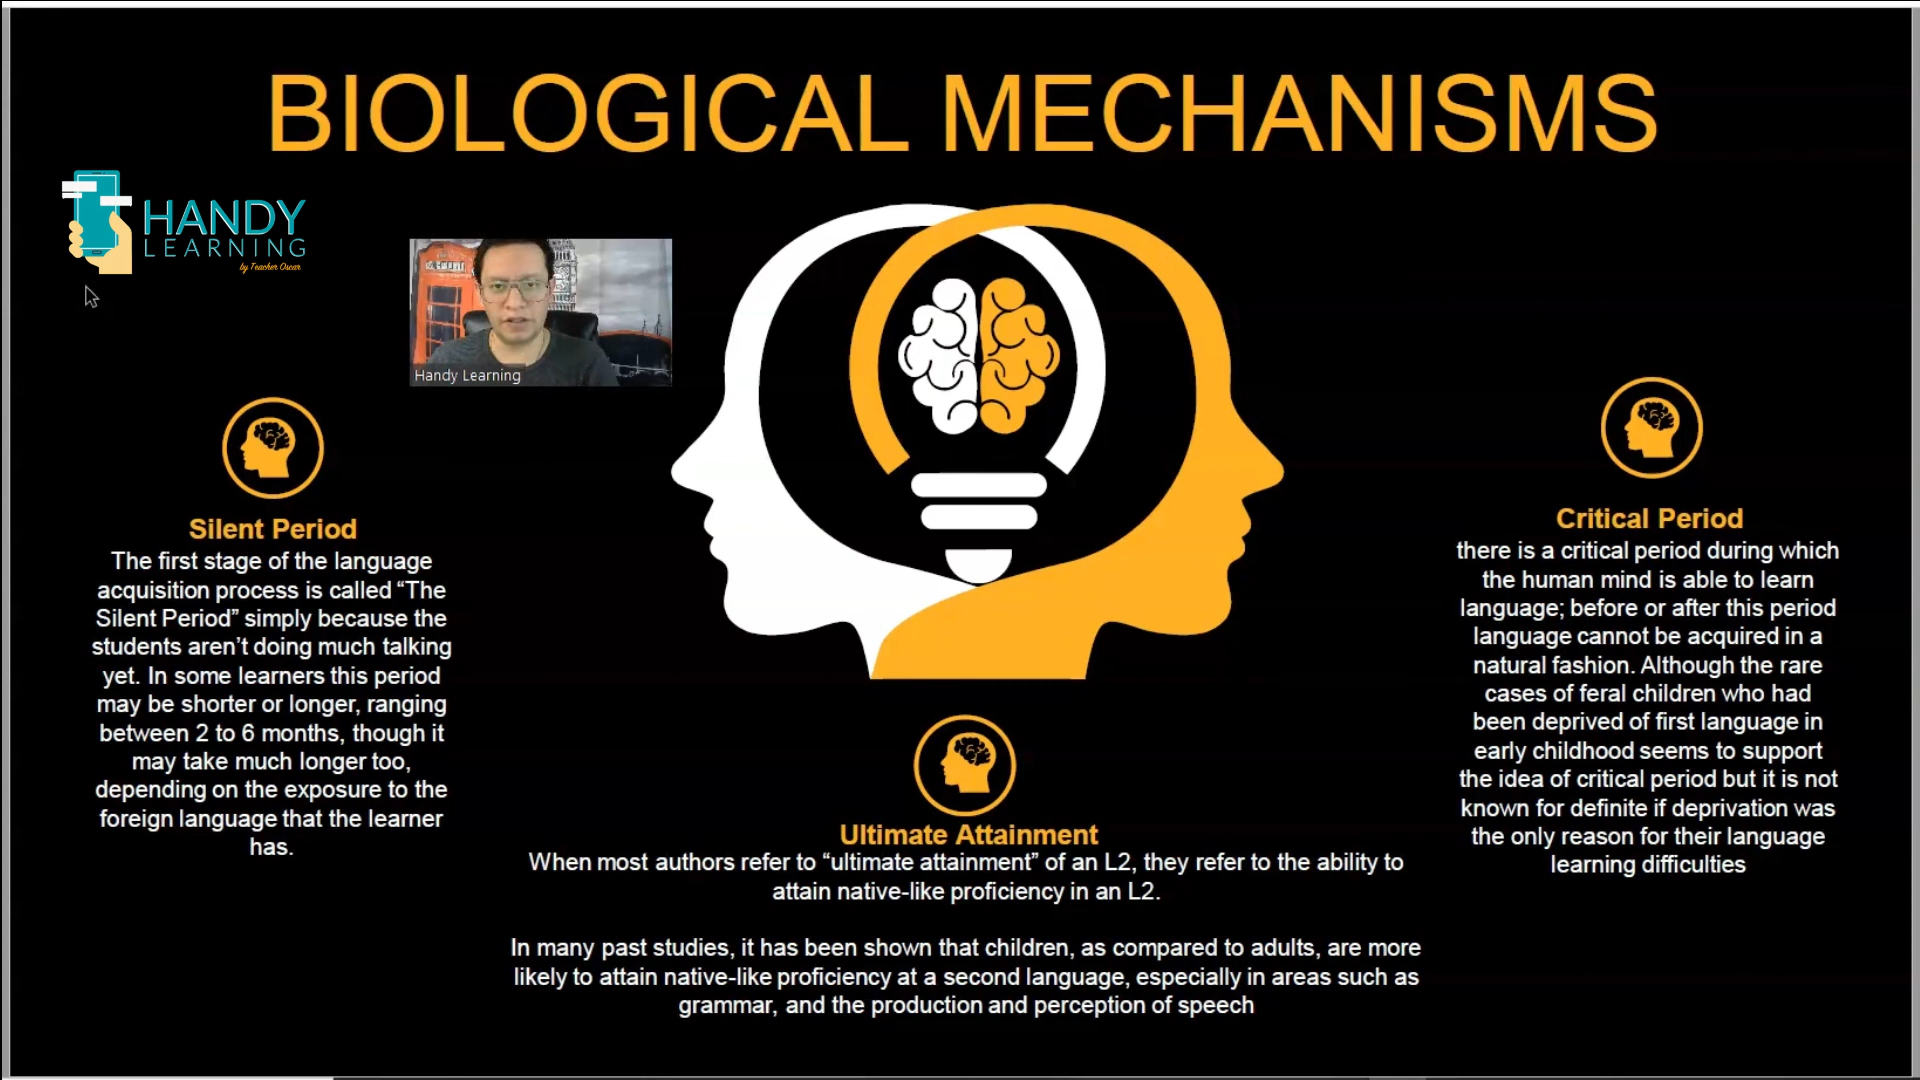 BIOLOGICAL MECHANISMS
HANDY
LEARNING
by Teacher Oscar
Handy Learning
Silent Period
The first stage of the language
acquisition process is called “The
Silent Period” simply because the
students aren’t doing much talking
yet. In some learners this period
may be shorter or longer, ranging
between 2 to 6 months, though it
may take much longer too,
depending on the exposure to the
foreign language that the learner
has.
Ultimate Attainment
When most authors refer to “ultimate attainment” of an L2, they refer to the ability to
attain native-like proficiency in an L2.
In many past studies, it has been shown that children, as compared to adults, are more
likely to attain native-like proficiency at a second language, especially in areas such as
grammar, and the production and perception of speech
Critical Period
there is a critical period during which
the human mind is able to learn
language; before or after this period
language cannot be acquired in a
natural fashion. Although the rare
cases of feral children who had
been deprived of first language in
early childhood seems to support
the idea of critical period but it is not
known for definite if deprivation was
the only reason for their language
learning difficulties